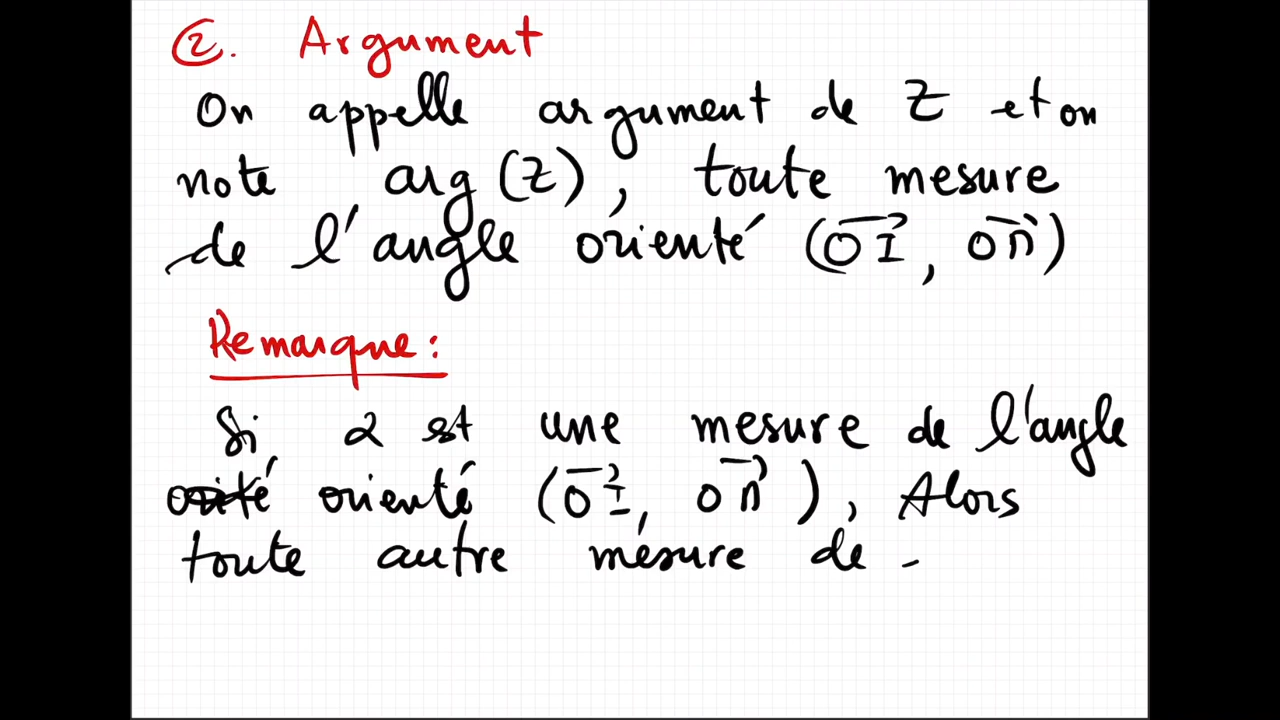 ②. Argument
On appelle argument de Z et on
note arg(Z), toute mesure
de l'angle orienté (OI, OM)
Remarque:
Si α est une mesure de l'angle
orienté (OI, OM), Alors
toute autre mesure de